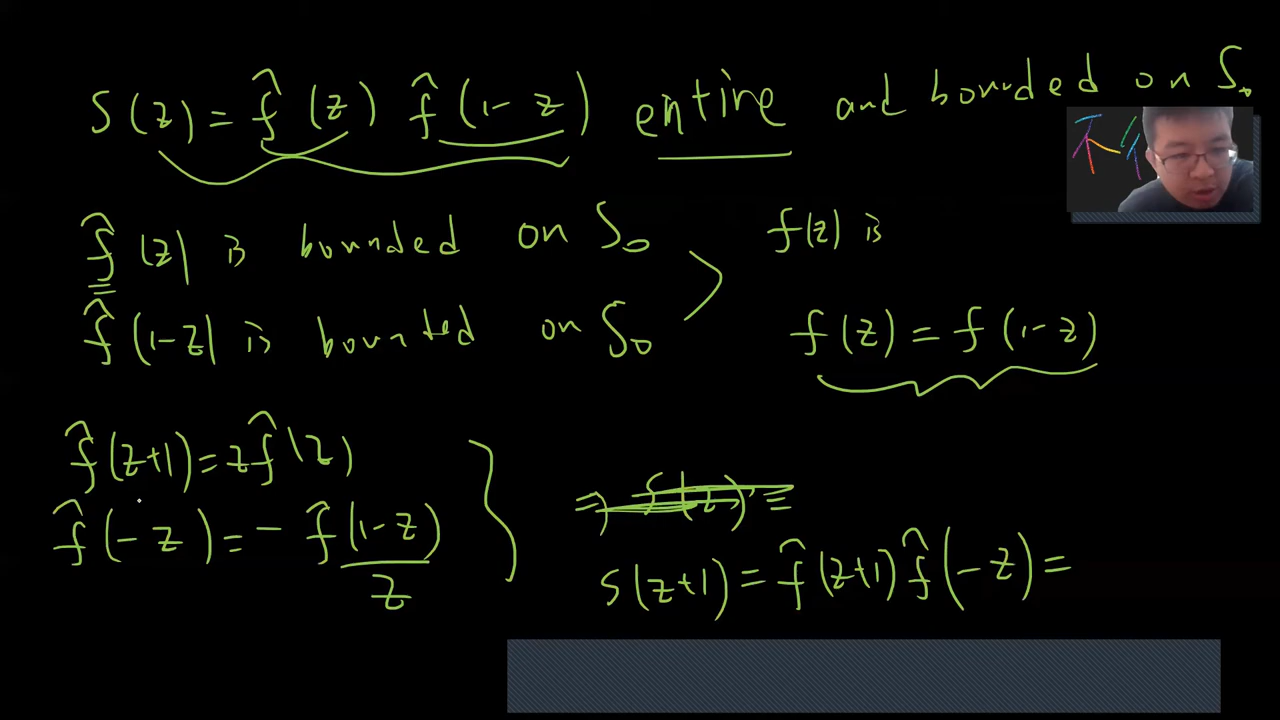 S(z) = f̂(z) f̂(1-z) entire and bounded on S₀
f̂(z) is bounded on S₀
f̂(1-z) is bounted on S₀
f(z) is
f(z) = f(1-z)
f̂(z+1) = z f̂(z)
f̂(-z) = - f̂(1-z) / z
S(z+1) = f̂(z+1) f̂(-z) =